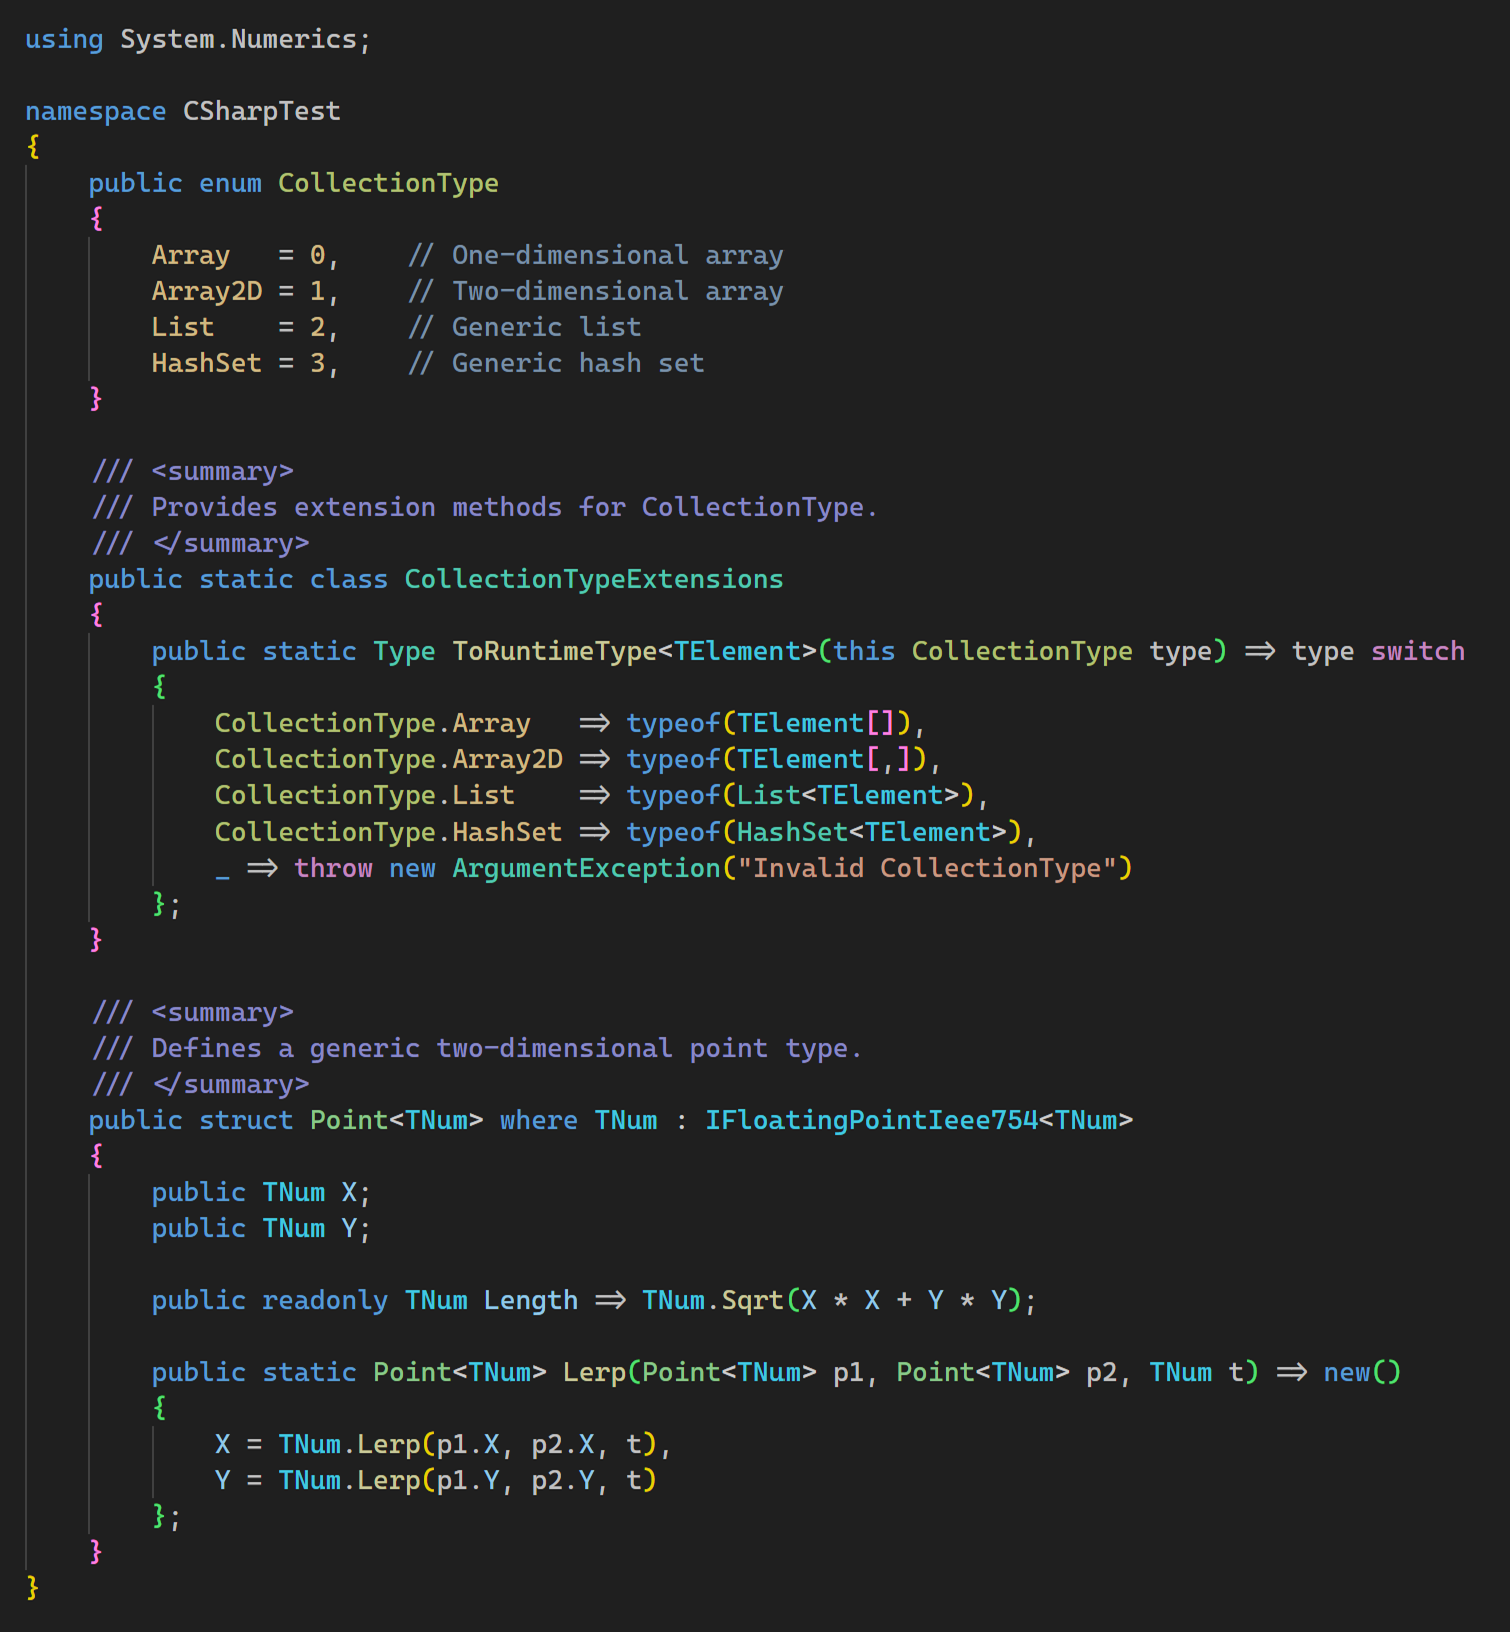 using System.Numerics;

namespace CSharpTest
{
    public enum CollectionType
    {
        Array   = 0,    // One-dimensional array
        Array2D = 1,    // Two-dimensional array
        List    = 2,    // Generic list
        HashSet = 3,    // Generic hash set
    }

    /// <summary>
    /// Provides extension methods for CollectionType.
    /// </summary>
    public static class CollectionTypeExtensions
    {
        public static Type ToRuntimeType<TElement>(this CollectionType type) => type switch
        {
            CollectionType.Array   => typeof(TElement[]),
            CollectionType.Array2D => typeof(TElement[,]),
            CollectionType.List    => typeof(List<TElement>),
            CollectionType.HashSet => typeof(HashSet<TElement>),
            _ => throw new ArgumentException("Invalid CollectionType")
        };
    }

    /// <summary>
    /// Defines a generic two-dimensional point type.
    /// </summary>
    public struct Point<TNum> where TNum : IFloatingPointIeee754<TNum>
    {
        public TNum X;
        public TNum Y;

        public readonly TNum Length => TNum.Sqrt(X * X + Y * Y);

        public static Point<TNum> Lerp(Point<TNum> p1, Point<TNum> p2, TNum t) => new()
        {
            X = TNum.Lerp(p1.X, p2.X, t),
            Y = TNum.Lerp(p1.Y, p2.Y, t)
        };
    }
}